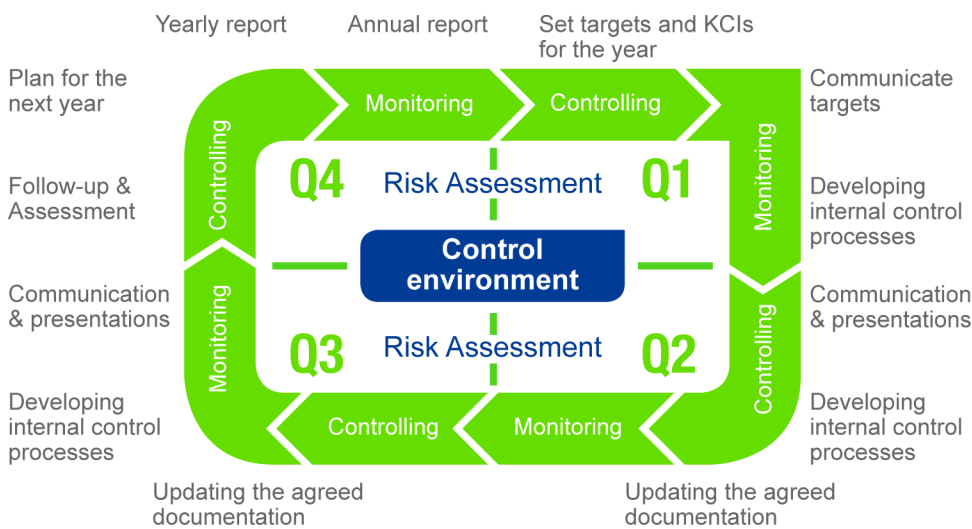 Yearly report
Annual report
Set targets and KCIs
for the year
Plan for the
next year
Communicate
targets
Monitoring
Controlling
Controlling
Monitoring
Q4
Risk Assessment
Q1
Follow-up &
Assessment
Developing
internal control
processes
Control
environment
Communication
& presentations
Communication
& presentations
Monitoring
Controlling
Q3
Risk Assessment
Q2
Developing
internal control
processes
Developing
internal control
processes
Controlling
Monitoring
Updating the agreed
documentation
Updating the agreed
documentation